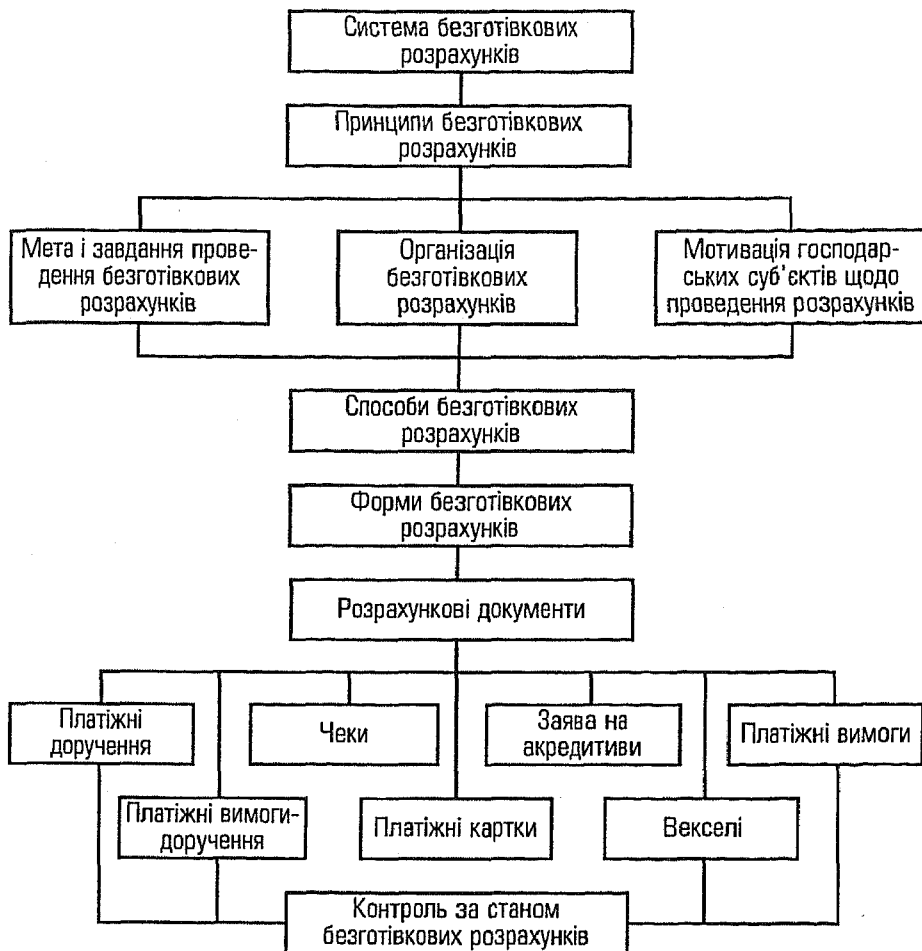 Система безготівкових
розрахунків
Принципи безготівкових
розрахунків
Мета і завдання прове-
дення безготівкових
розрахунків
Організація
безготівкових
розрахунків
Мотивація господар-
ських суб'єктів щодо
проведення розрахунків
Способи безготівкових
розрахунків
Форми безготівкових
розрахунків
Розрахункові документи
Платіжні
доручення
Чеки
Заява на
акредитиви
Платіжні вимоги
Платіжні вимоги-
доручення
Платіжні картки
Векселі
Контроль за станом
безготівкових розрахунків